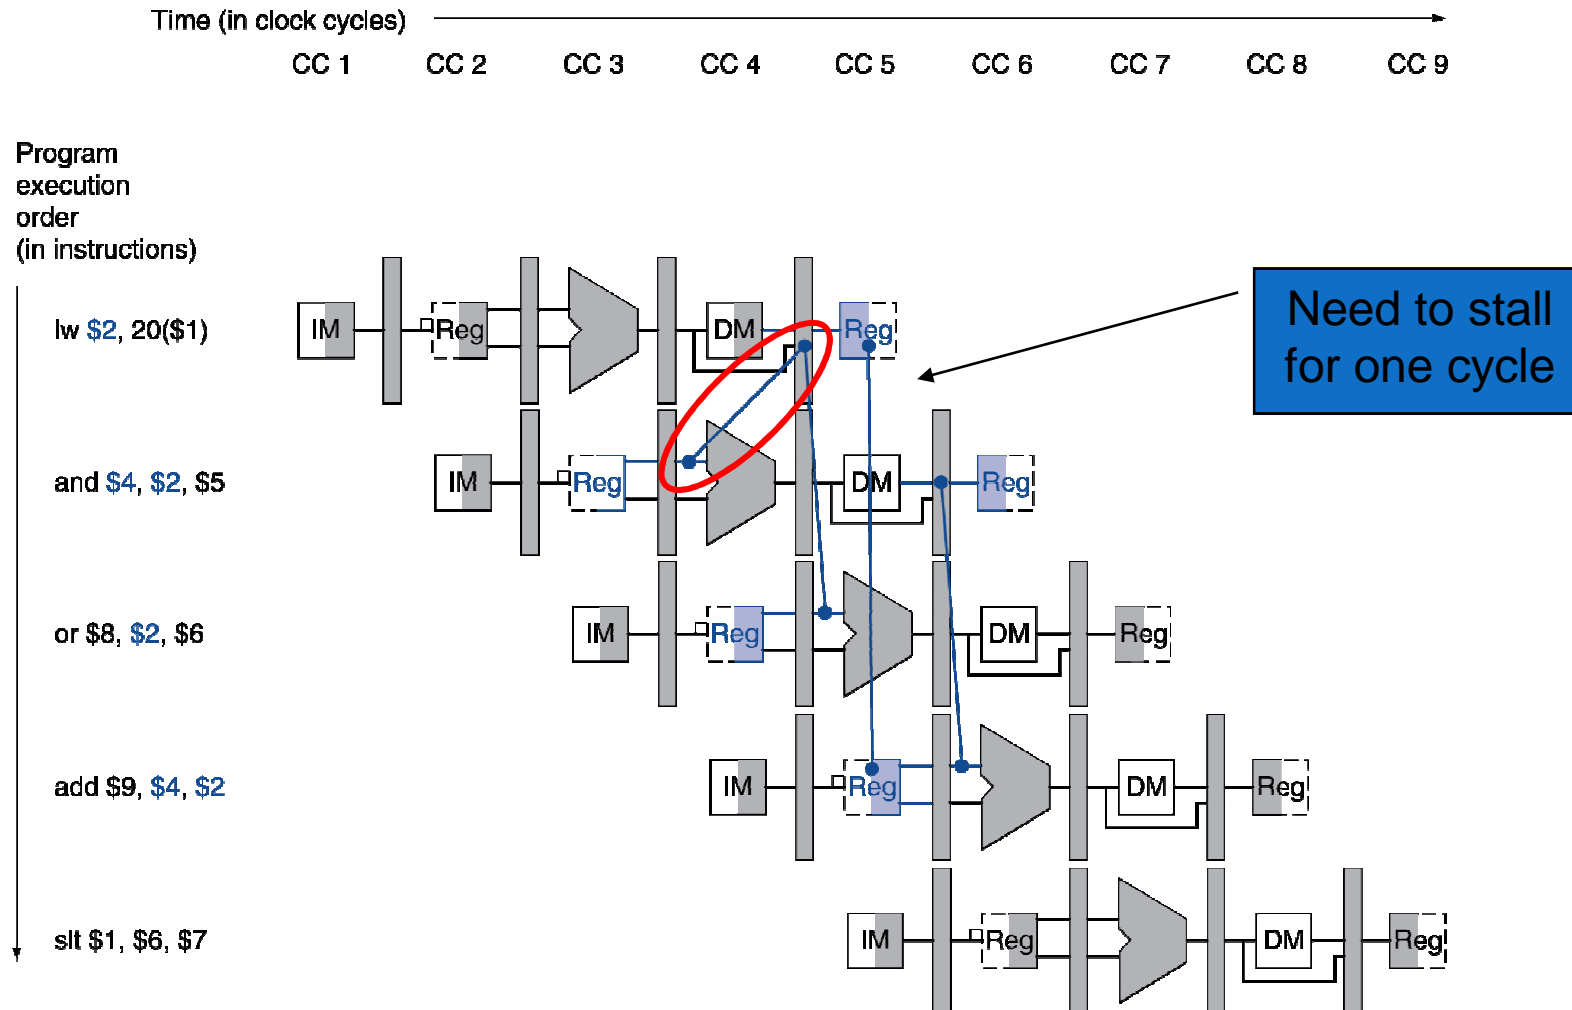 Time (in clock cycles)
CC 1 CC 2 CC 3 CC 4 CC 5 CC 6 CC 7 CC 8 CC 9
Program
execution
order
(in instructions)
Need to stall
for one cycle
lw $2, 20($1) IM Reg DM Reg
and $4, $2, $5 IM Reg DM Reg
or $8, $2, $6 IM Reg DM Reg
add $9, $4, $2 IM Reg DM Reg
slt $1, $6, $7 IM Reg DM Reg